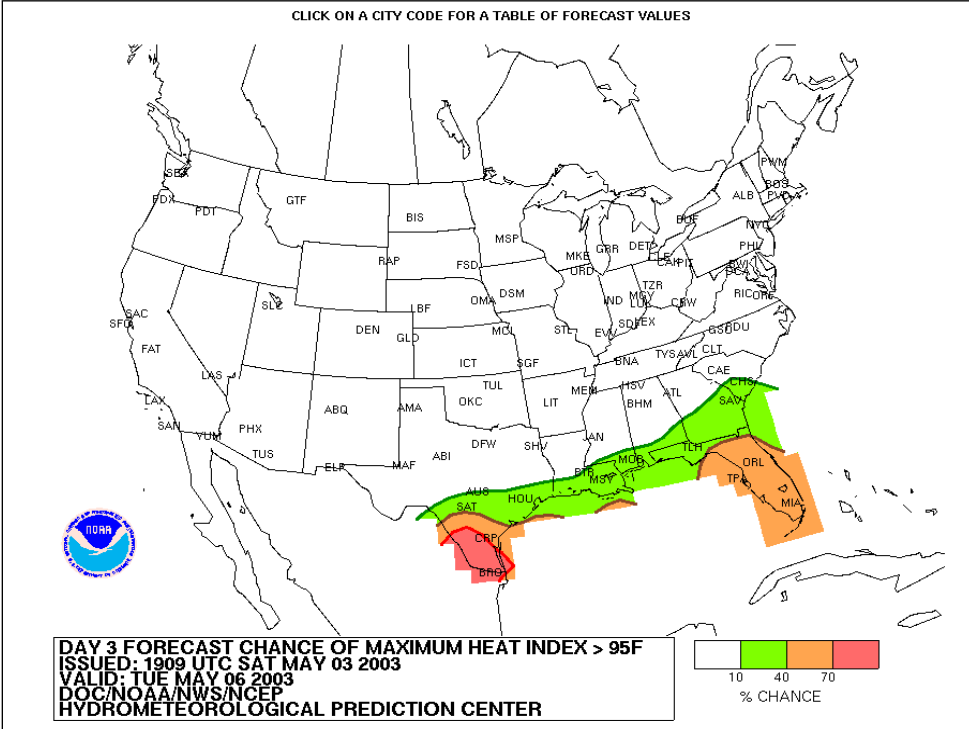 CLICK ON A CITY CODE FOR A TABLE OF FORECAST VALUES
PWM
SEA
BOS
ALB
PDX
GTF
PDT
BIS
BUF
NYC
MSP
GRR
DET
PHL
MKE
RAP
FSD
ORD
PIT
TZR
DSM
OMA
IND
RIC
ORF
SLC
LBF
CRW
SAC
SFO
DEN
GLD
MCI
STL
EVV
SDF
LEX
GSO
RDU
FAT
ICT
SGF
BNA
TYS
AVL
CLT
LAS
TUL
CAE
LAX
AMA
OKC
LIT
MEM
HSV
ATL
CHS
ABQ
BHM
SAV
SAN
YUM
PHX
TUS
ABI
DFW
SHV
JAN
TLH
ELP
MAF
MOB
ORL
BTR
MSY
TPA
AUS
HOU
SAT
MIA
CRP
BRO
NOAA
DAY 3 FORECAST CHANCE OF MAXIMUM HEAT INDEX > 95F
ISSUED: 1909 UTC SAT MAY 03 2003
VALID: TUE MAY 06 2003
DOC/NOAA/NWS/NCEP
HYDROMETEOROLOGICAL PREDICTION CENTER
10 40 70
% CHANCE